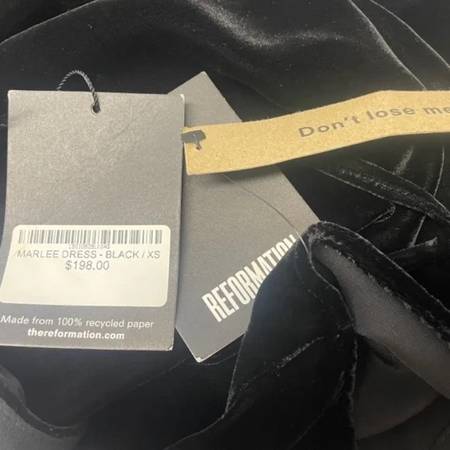 Don't lose me
MARLEE DRESS - BLACK / XS
$198.00
Made from 100% recycled paper
thereformation.com
REFORMATION